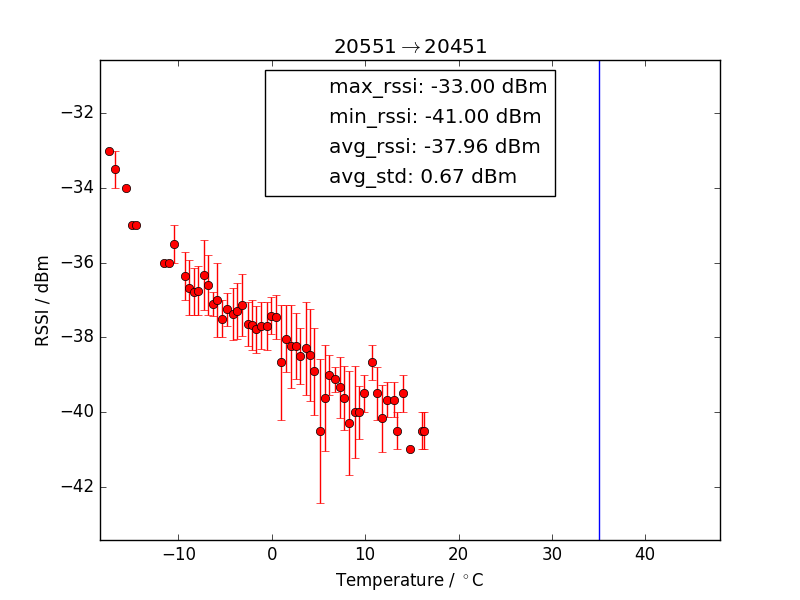 20551→20451
max_rssi: -33.00 dBm
min_rssi: -41.00 dBm
avg_rssi: -37.96 dBm
avg_std: 0.67 dBm
RSSI / dBm
−32
−34
−36
−38
−40
−42
−10
0
10
20
30
40
Temperature / °C